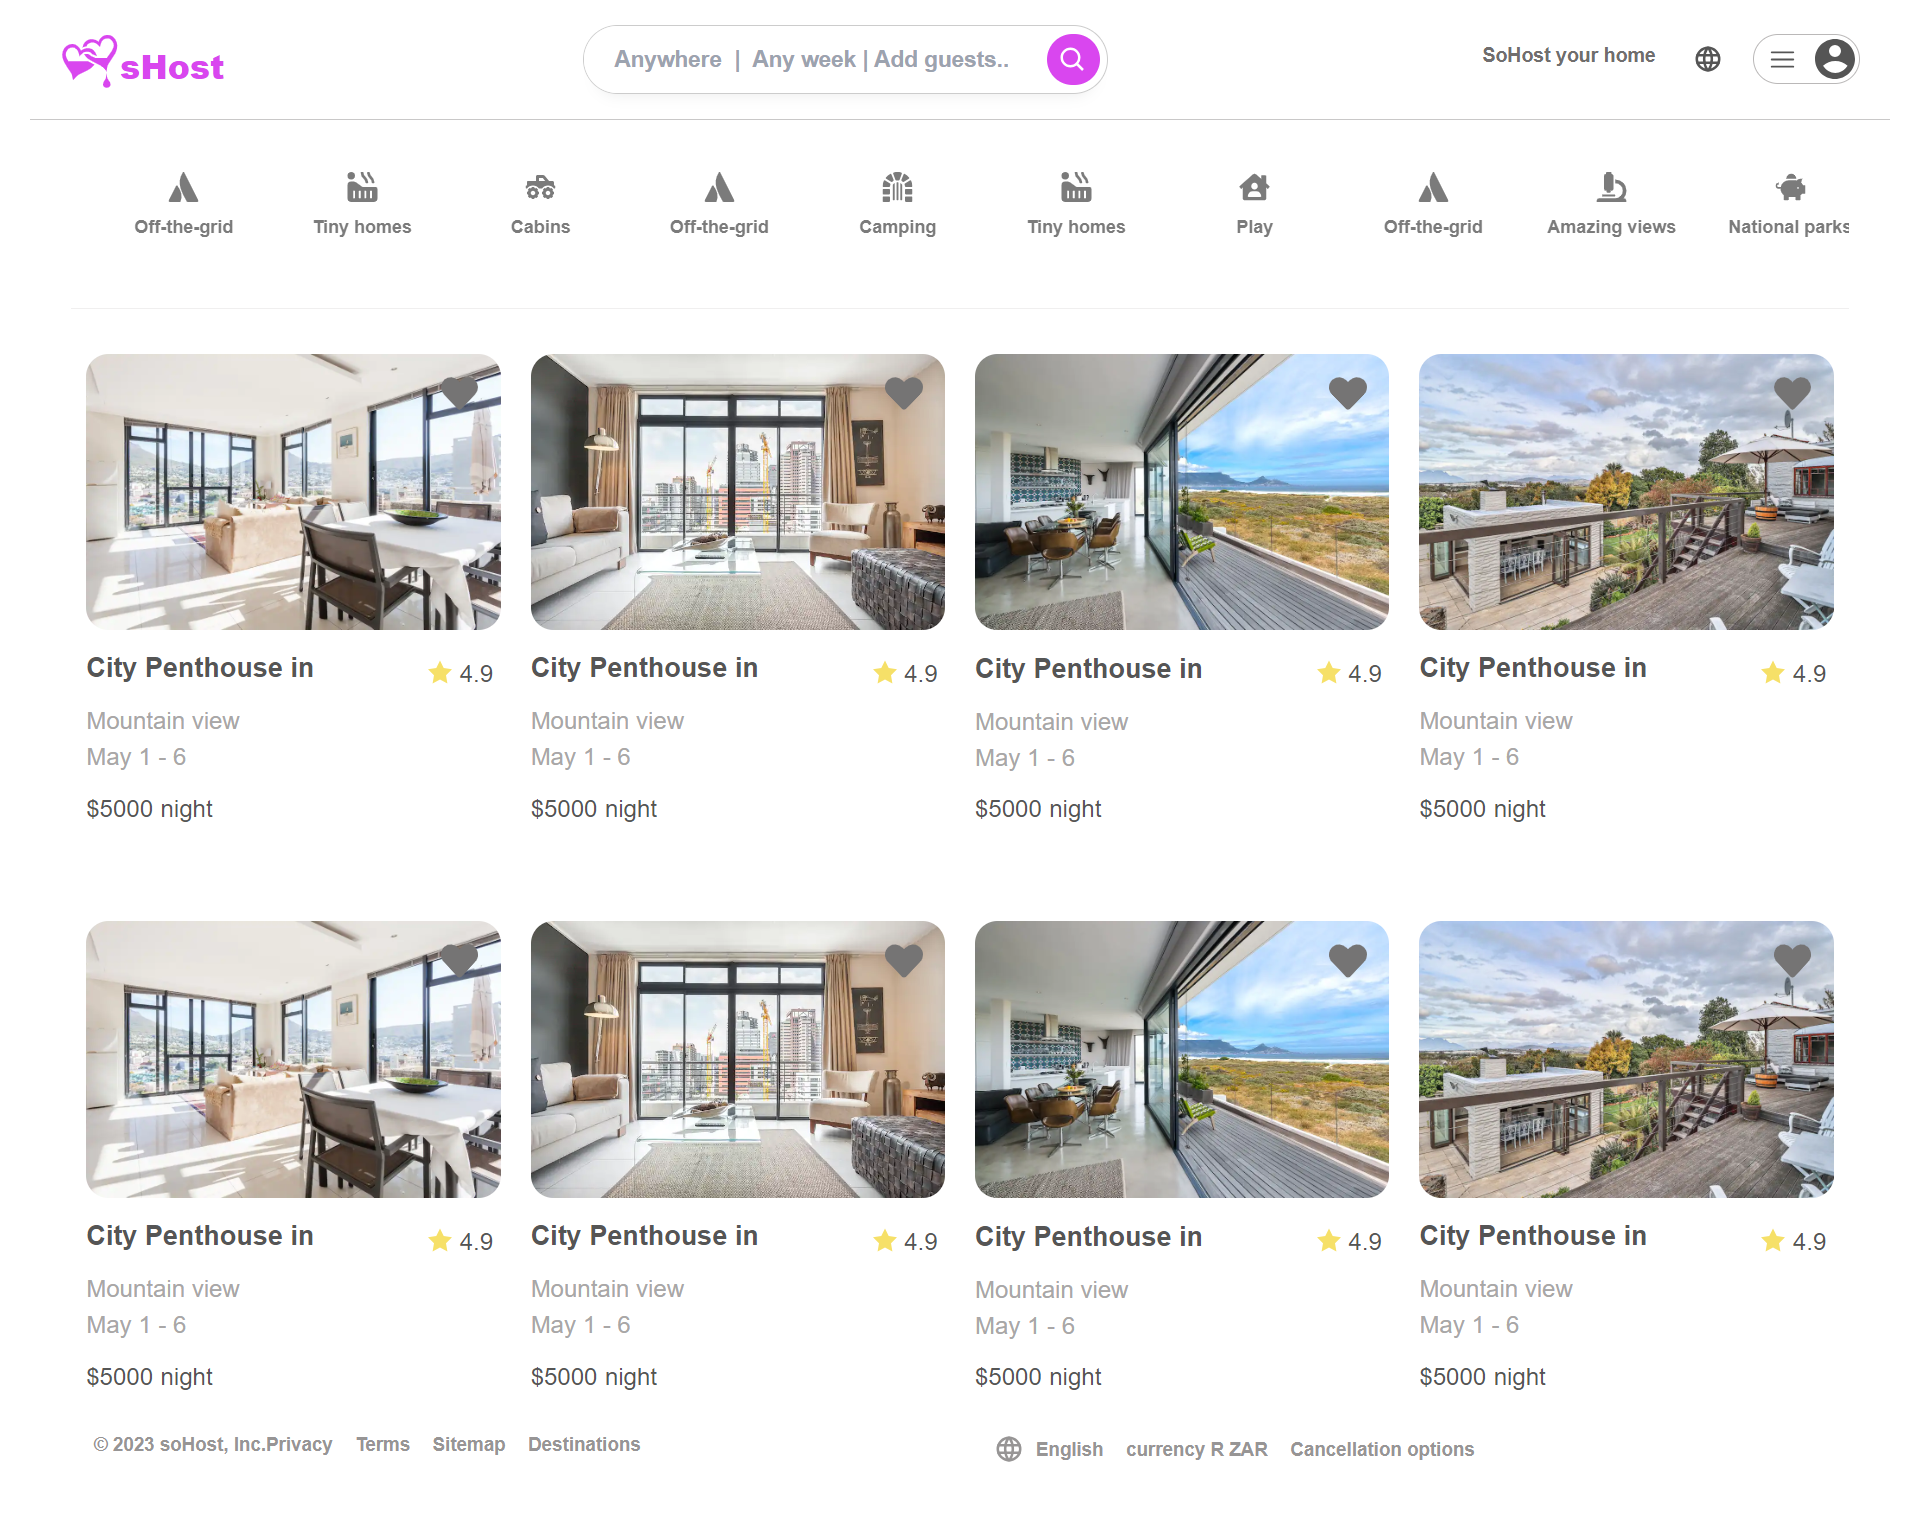 sHost
Anywhere | Any week | Add guests..
SoHost your home
Off-the-grid
Tiny homes
Cabins
Off-the-grid
Camping
Tiny homes
Play
Off-the-grid
Amazing views
National parks
City Penthouse in 4.9
Mountain view
May 1 - 6
$5000 night
City Penthouse in 4.9
Mountain view
May 1 - 6
$5000 night
City Penthouse in 4.9
Mountain view
May 1 - 6
$5000 night
City Penthouse in 4.9
Mountain view
May 1 - 6
$5000 night
City Penthouse in 4.9
Mountain view
May 1 - 6
$5000 night
City Penthouse in 4.9
Mountain view
May 1 - 6
$5000 night
City Penthouse in 4.9
Mountain view
May 1 - 6
$5000 night
City Penthouse in 4.9
Mountain view
May 1 - 6
$5000 night
© 2023 soHost, Inc.Privacy Terms Sitemap Destinations
English currency R ZAR Cancellation options